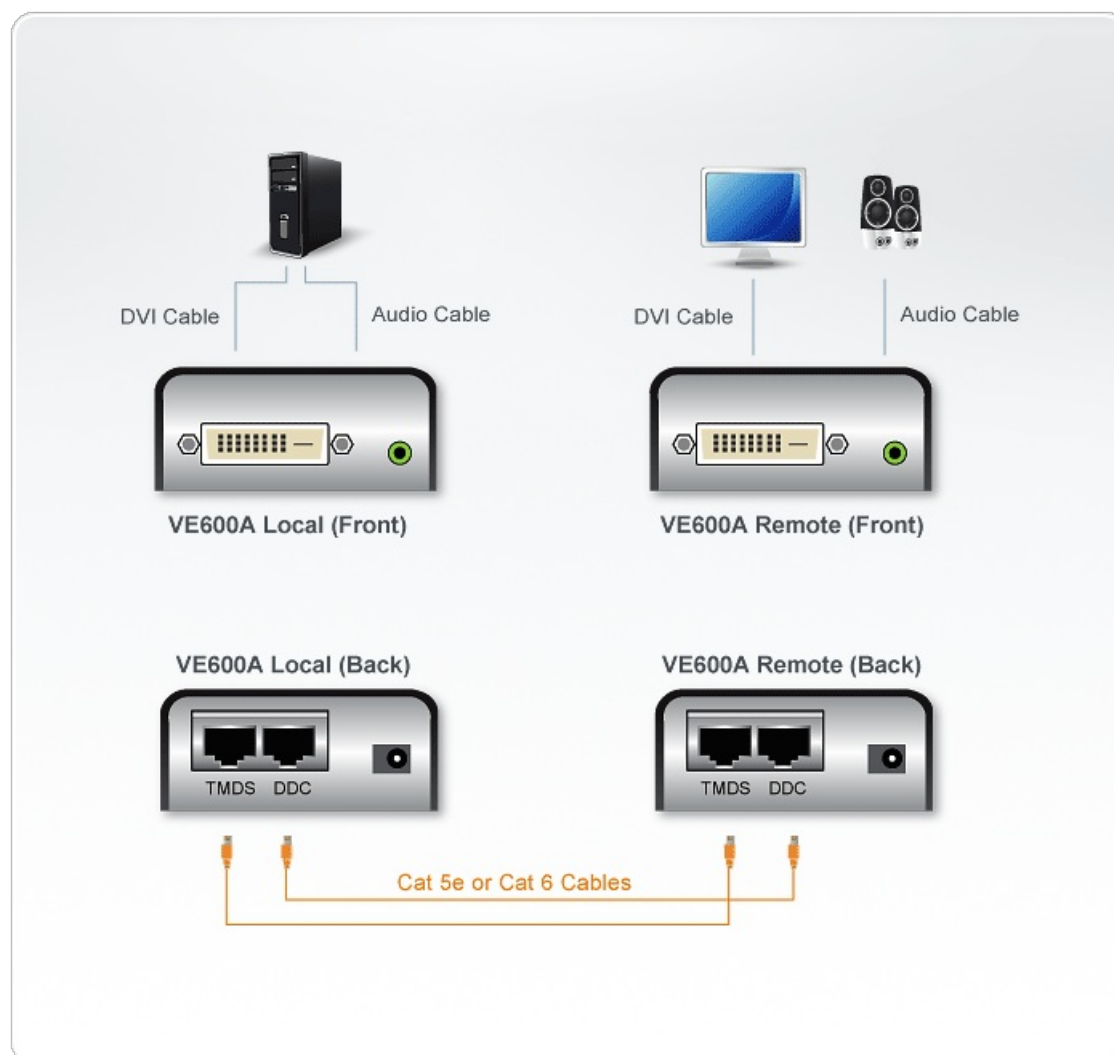 DVI Cable
Audio Cable
DVI Cable
Audio Cable
VE600A Local (Front)
VE600A Remote (Front)
VE600A Local (Back)
VE600A Remote (Back)
TMDS DDC
TMDS DDC
Cat 5e or Cat 6 Cables